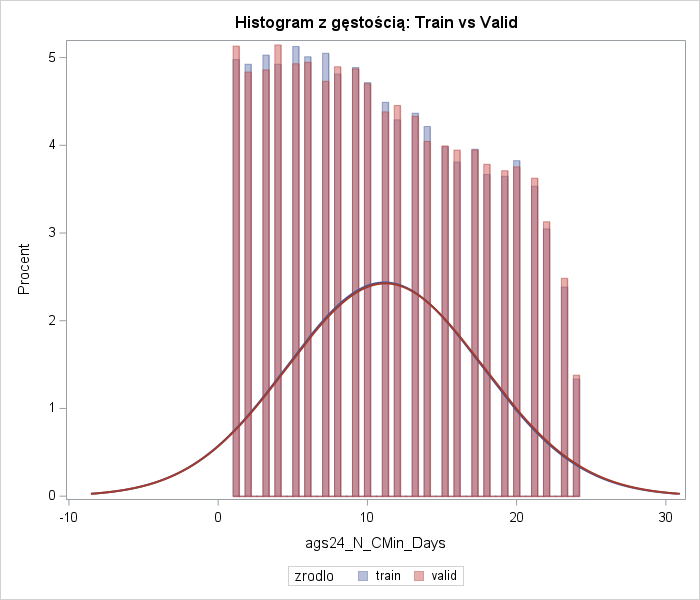 Histogram z gęstością: Train vs Valid
5
4
3
2
1
0
Procent
-10 0 10 20 30
ags24_N_CMin_Days
zrodlo train valid